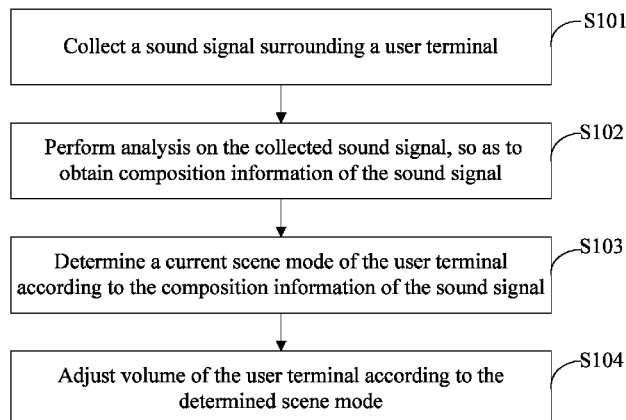 S101
Collect a sound signal surrounding a user terminal
S102
Perform analysis on the collected sound signal, so as to
obtain composition information of the sound signal
S103
Determine a current scene mode of the user terminal
according to the composition information of the sound signal
S104
Adjust volume of the user terminal according to the
determined scene mode